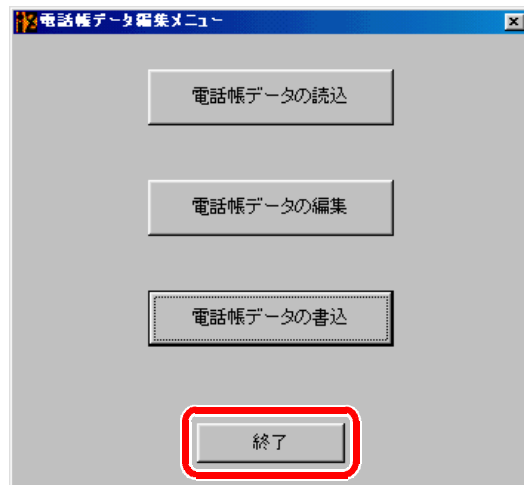 電話帳データ編集メニュー
電話帳データの読込
電話帳データの編集
電話帳データの書込
終了